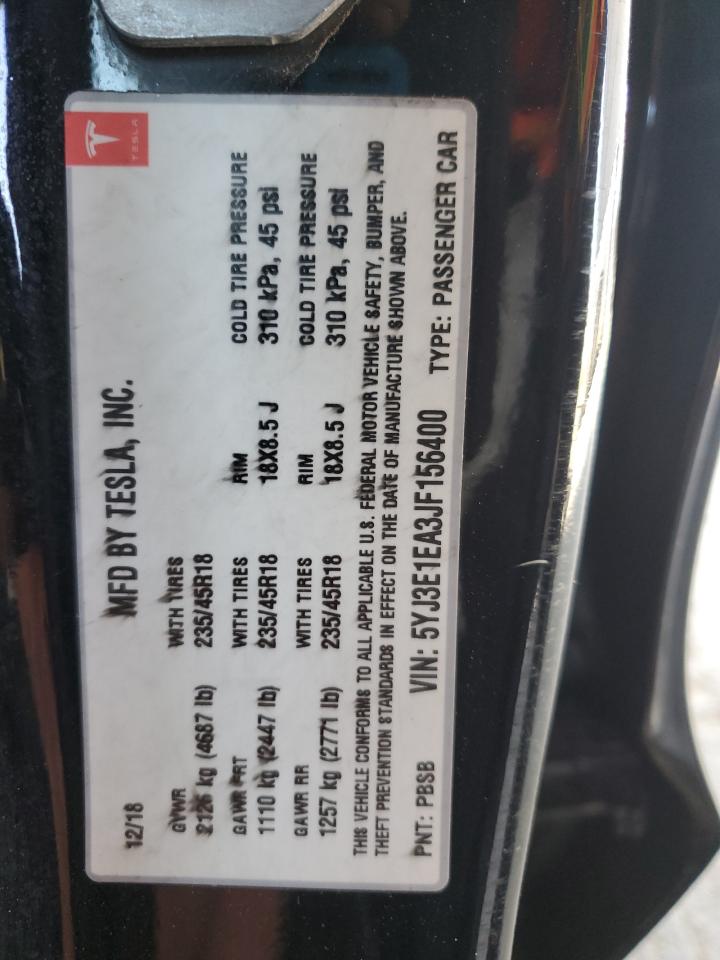 TESLA
12/18 MFD BY TESLA, INC.
GVWR WITH TIRES
2126 kg (4687 lb) 235/45R18
GAWR FRT WITH TIRES RIM COLD TIRE PRESSURE
1110 kg (2447 lb) 235/45R18 18X8.5 J 310 kPa, 45 psi
GAWR RR WITH TIRES RIM COLD TIRE PRESSURE
1257 kg (2771 lb) 235/45R18 18X8.5 J 310 kPa, 45 psi
THIS VEHICLE CONFORMS TO ALL APPLICABLE U.S. FEDERAL MOTOR VEHICLE SAFETY, BUMPER, AND
THEFT PREVENTION STANDARDS IN EFFECT ON THE DATE OF MANUFACTURE SHOWN ABOVE.
PNT: PBSB VIN: 5YJ3E1EA3JF156400 TYPE: PASSENGER CAR